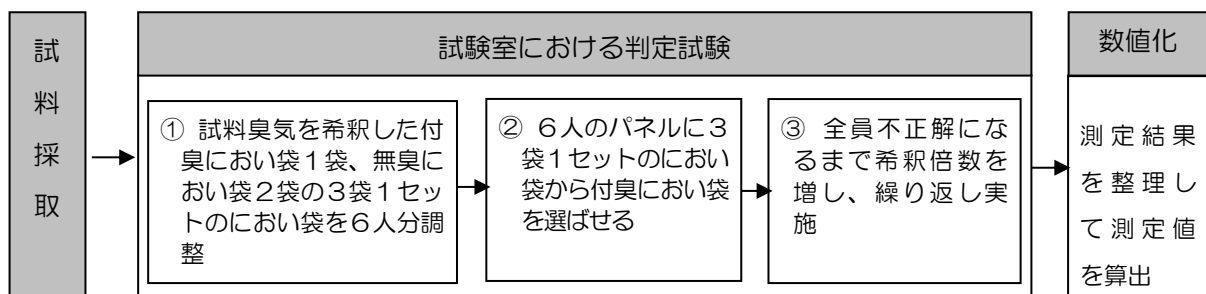 試
料
採
取
試験室における判定試験
① 試料臭気を希釈した付
臭におい袋1袋、無臭に
おい袋2袋の3袋1セッ
トのにおい袋を6人分調
整
② 6人のパネルに3
袋1セットのにおい
袋から付臭におい袋
を選ばせる
③ 全員不正解にな
るまで希釈倍数を
増し、繰り返し実
施
数値化
測定結果
を整理し
て測定値
を算出